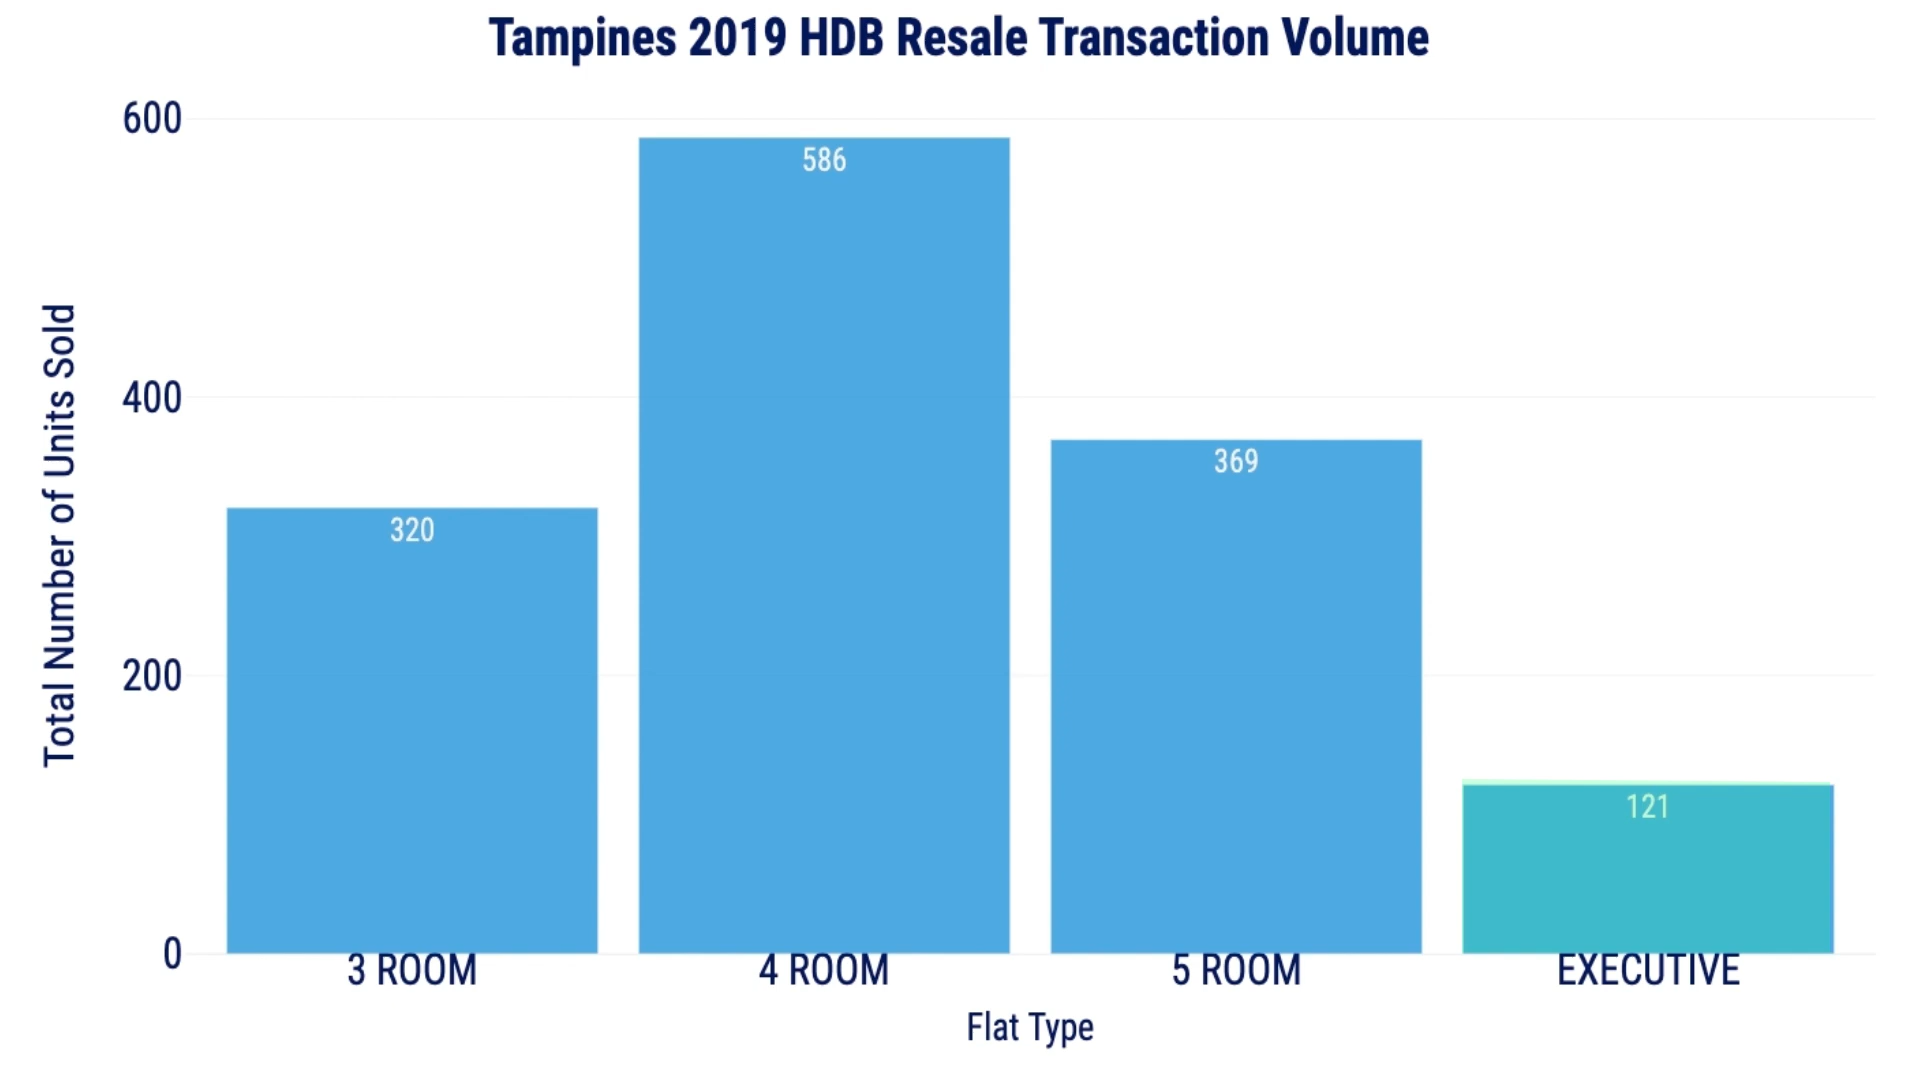 Tampines 2019 HDB Resale Transaction Volume
Total Number of Units Sold
600
400
200
0
320
586
369
121
3 ROOM
4 ROOM
5 ROOM
EXECUTIVE
Flat Type